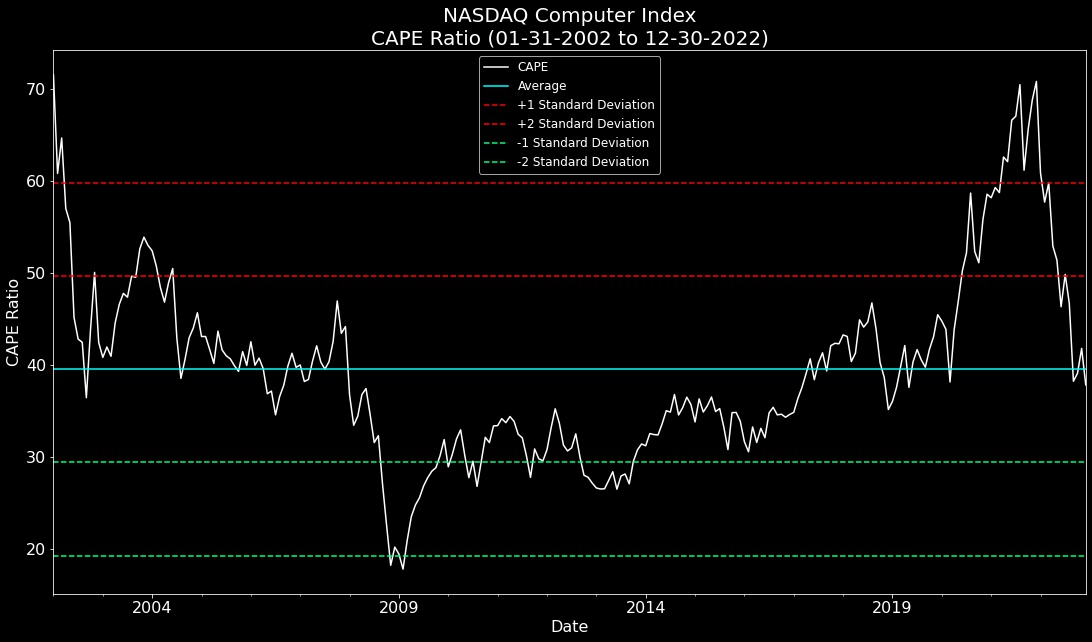 NASDAQ Computer Index
CAPE Ratio (01-31-2002 to 12-30-2022)
CAPE
Average
+1 Standard Deviation
+2 Standard Deviation
-1 Standard Deviation
-2 Standard Deviation
CAPE Ratio
70
60
50
40
30
20
2004
2009
2014
2019
Date